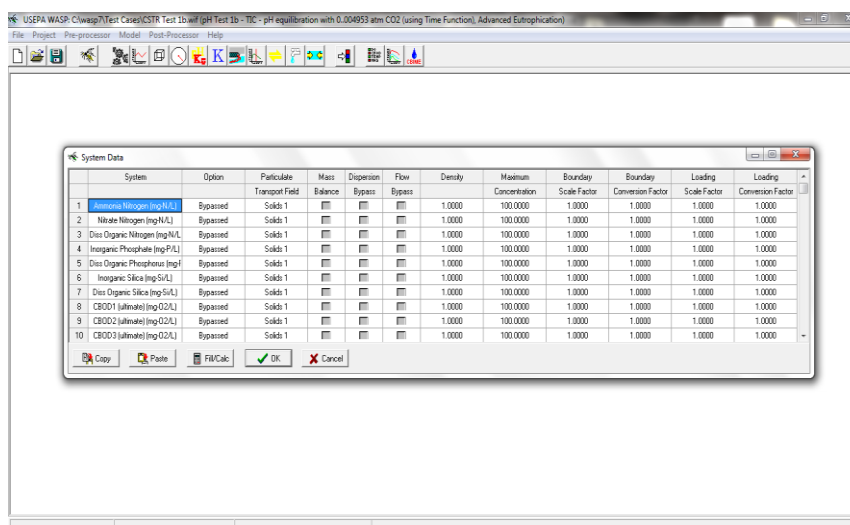 USEPA WASP: C:\wasp7\Test Cases\CSTR Test 1b.wif (pH Test 1b - TIC - pH equilibration with 0.004953 atm CO2 (using Time Function), Advanced Eutrophication)
File Project Pre-processor Model Post-Processor Help
System Data
System Option Particulate Mass Dispersion Flow Density Maximum Boundary Boundary Loading Loading
Transport Field Balance Bypass Bypass Concentration Scale Factor Conversion Factor Scale Factor Conversion Factor
1 Ammonia Nitrogen (mg-N/L) Bypassed Solids 1 1.0000 100.0000 1.0000 1.0000 1.0000 1.0000
2 Nitrate Nitrogen (mg-N/L) Bypassed Solids 1 1.0000 100.0000 1.0000 1.0000 1.0000 1.0000
3 Diss Organic Nitrogen (mg-N/L Bypassed Solids 1 1.0000 100.0000 1.0000 1.0000 1.0000 1.0000
4 Inorganic Phosphate (mg-P/L) Bypassed Solids 1 1.0000 100.0000 1.0000 1.0000 1.0000 1.0000
5 Diss Organic Phosphorus (mg-F Bypassed Solids 1 1.0000 100.0000 1.0000 1.0000 1.0000 1.0000
6 Inorganic Silica (mg-Si/L) Bypassed Solids 1 1.0000 100.0000 1.0000 1.0000 1.0000 1.0000
7 Diss Organic Silica (mg-Si/L) Bypassed Solids 1 1.0000 100.0000 1.0000 1.0000 1.0000 1.0000
8 CBOD1 (ultimate) (mg-O2/L) Bypassed Solids 1 1.0000 100.0000 1.0000 1.0000 1.0000 1.0000
9 CBOD2 (ultimate) (mg-O2/L) Bypassed Solids 1 1.0000 100.0000 1.0000 1.0000 1.0000 1.0000
10 CBOD3 (ultimate) (mg-O2/L) Bypassed Solids 1 1.0000 100.0000 1.0000 1.0000 1.0000 1.0000
Copy Paste Fill/Calc OK Cancel